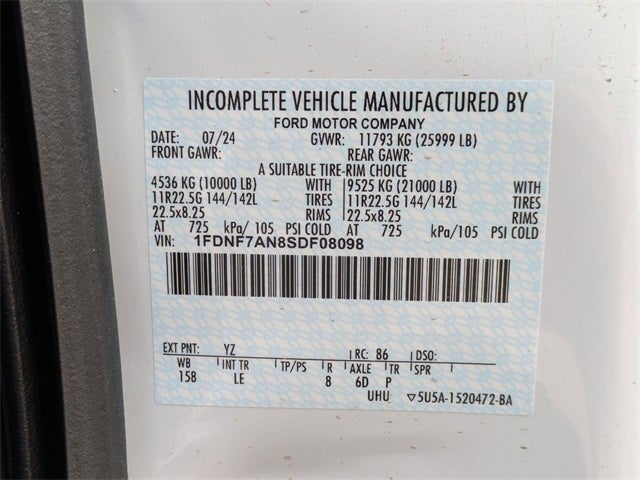 INCOMPLETE VEHICLE MANUFACTURED BY
FORD MOTOR COMPANY
DATE: 07/24 GVWR: 11793 KG (25999 LB)
FRONT GAWR: REAR GAWR:
A SUITABLE TIRE-RIM CHOICE
4536 KG (10000 LB) WITH 9525 KG (21000 LB) WITH
11R22.5G 144/142L TIRES 11R22.5G 144/142L TIRES
22.5x8.25 RIMS 22.5x8.25 RIMS
AT 725 kPa/ 105 PSI COLD AT 725 kPa/105 PSI COLD
VIN: 1FDNF7AN8SDF08098
EXT PNT: YZ RC: 86 DSO:
WB INT TR TP/PS R AXLE TR SPR
158 LE 8 6D P
UHU ▽5U5A-1520472-BA